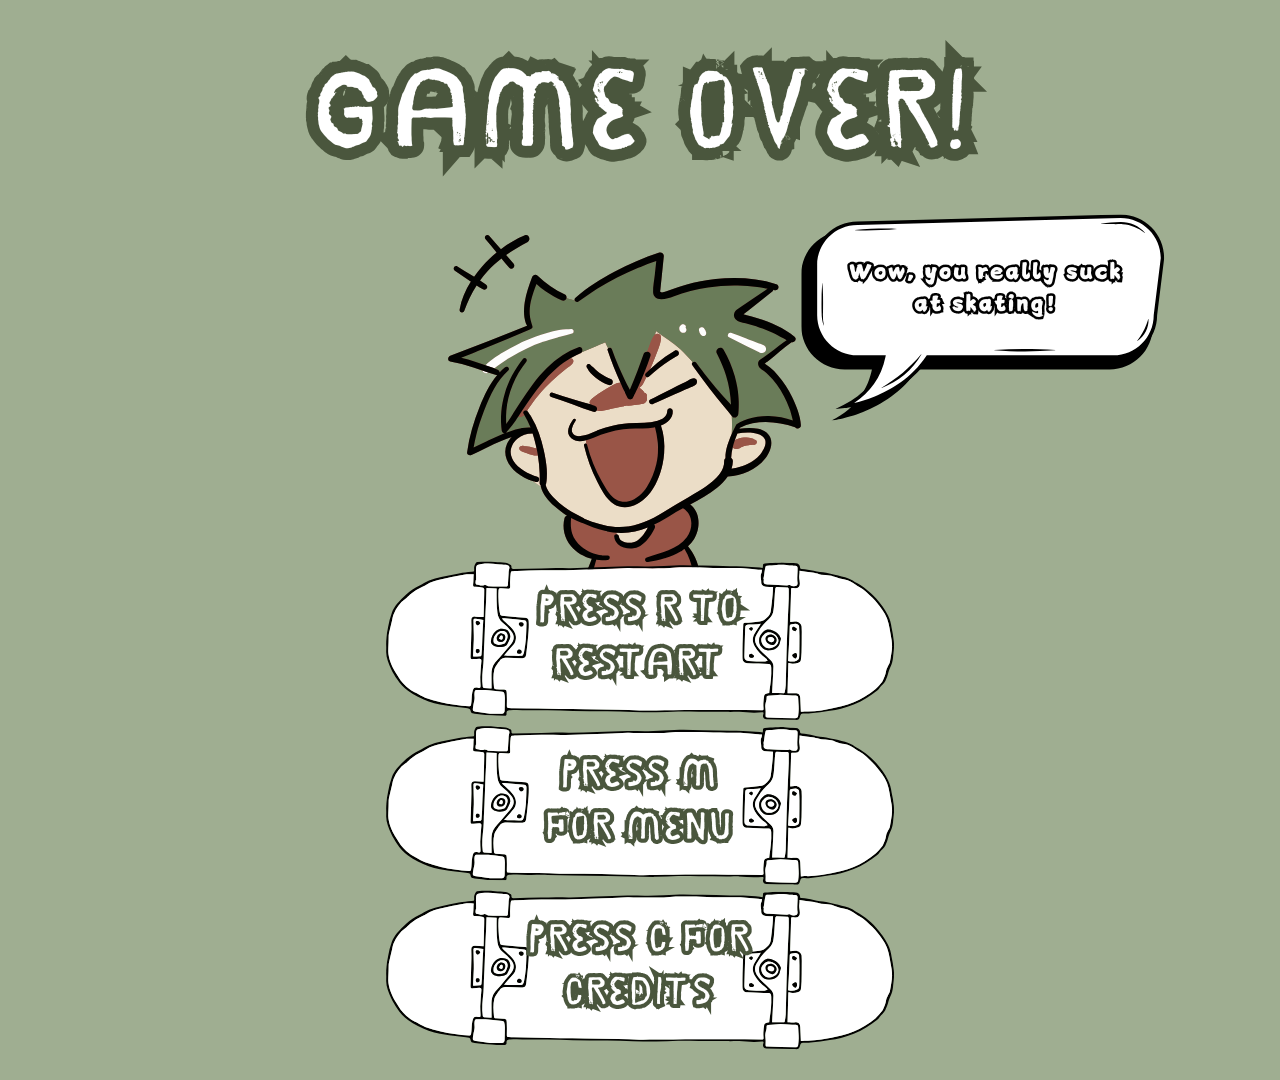 GAME OVER!
Wow, you really suck
at skating!
PRESS R TO
RESTART
PRESS M
FOR MENU
PRESS C FOR
CREDITS